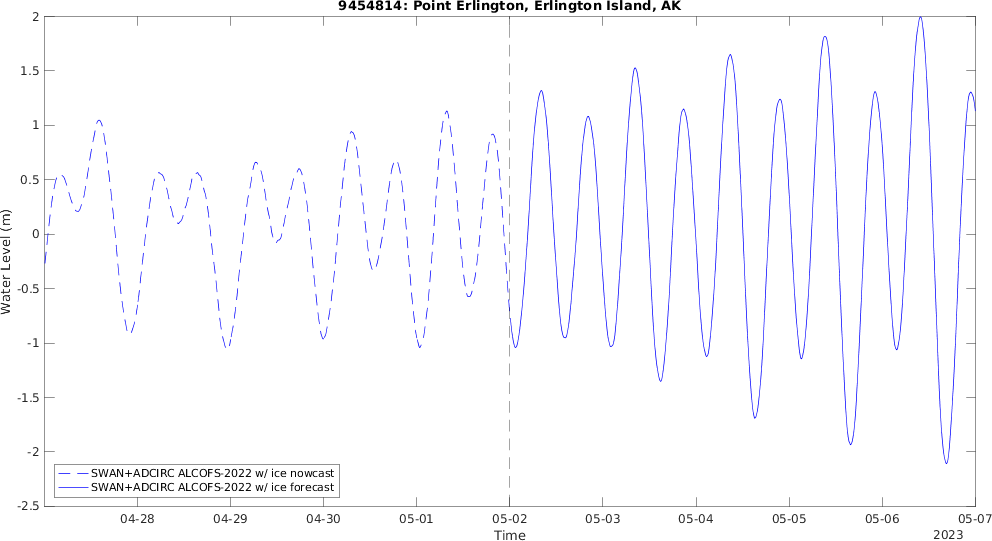 9454814: Point Erlington, Erlington Island, AK
Water Level (m)
2
1.5
1
0.5
0
-0.5
-1
-1.5
-2
-2.5
SWAN+ADCIRC ALCOFS-2022 w/ ice nowcast
SWAN+ADCIRC ALCOFS-2022 w/ ice forecast
04-28 04-29 04-30 05-01 05-02 05-03 05-04 05-05 05-06 05-07
Time
2023